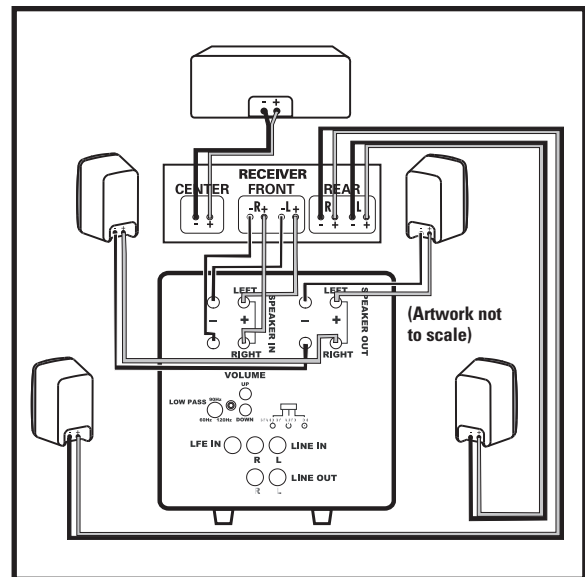 - +
RECEIVER
CENTER FRONT REAR
-R+ -L+ R L
- + - + - +
LEFT LEFT
- + - +
SPEAKER IN
SPEAKER OUT
RIGHT RIGHT
(Artwork not
to scale)
VOLUME
UP
LOW PASS 90Hz
60Hz 120Hz DOWN
LFE IN LINE IN
R L
LINE OUT
R L
- +
- +
- +
- +